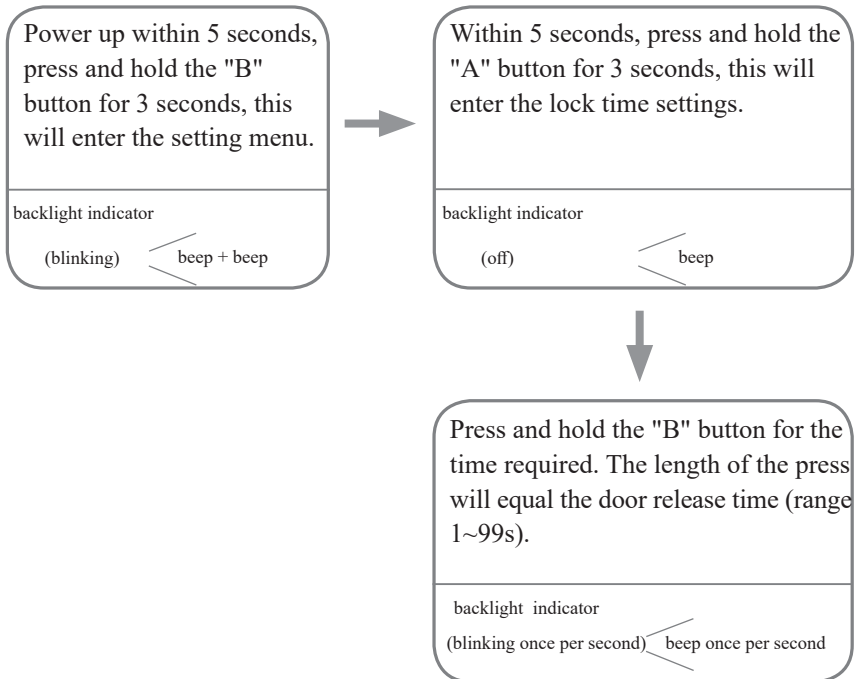 Power up within 5 seconds,
press and hold the "B"
button for 3 seconds, this
will enter the setting menu.
backlight indicator
(blinking) beep + beep
Within 5 seconds, press and hold the
"A" button for 3 seconds, this will
enter the lock time settings.
backlight indicator
(off) beep
Press and hold the "B" button for the
time required. The length of the press
will equal the door release time (range
1~99s).
backlight indicator
(blinking once per second) beep once per second